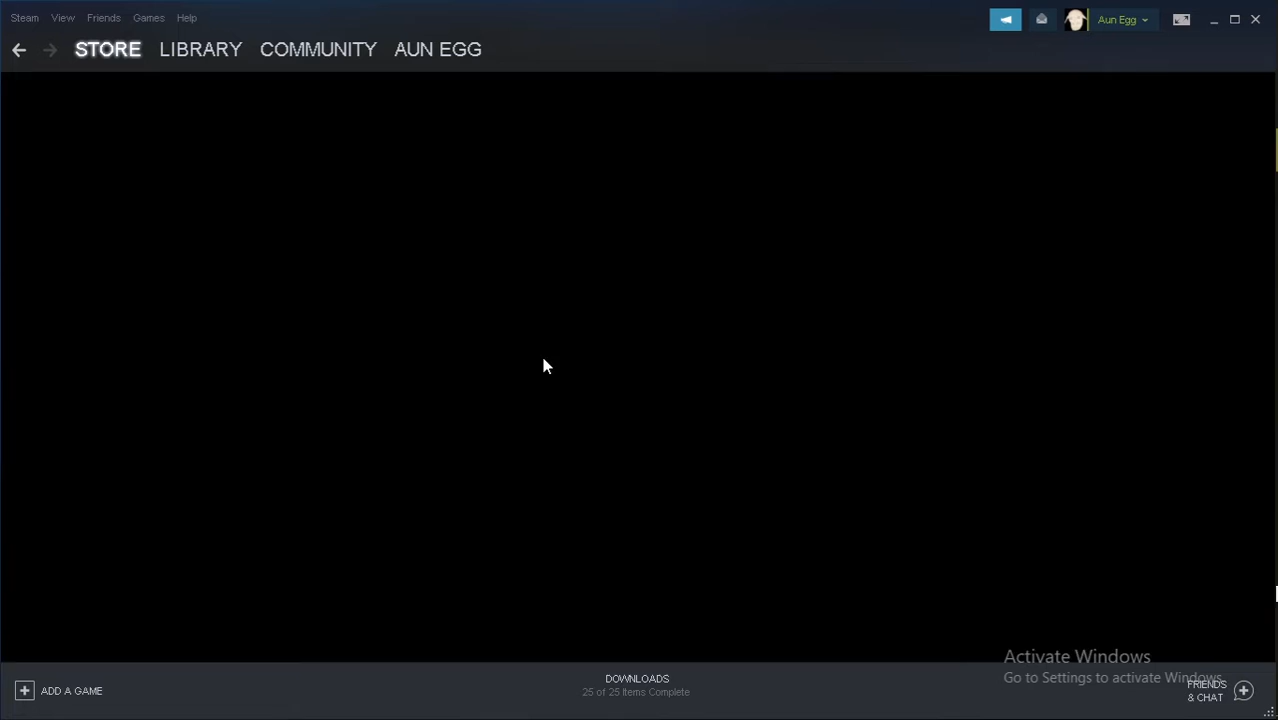 Steam View Friends Games Help
Aun Egg
STORE LIBRARY COMMUNITY AUN EGG
Activate Windows
Go to Settings to activate Windows.
ADD A GAME
DOWNLOADS
25 of 25 Items Complete
FRIENDS
& CHAT